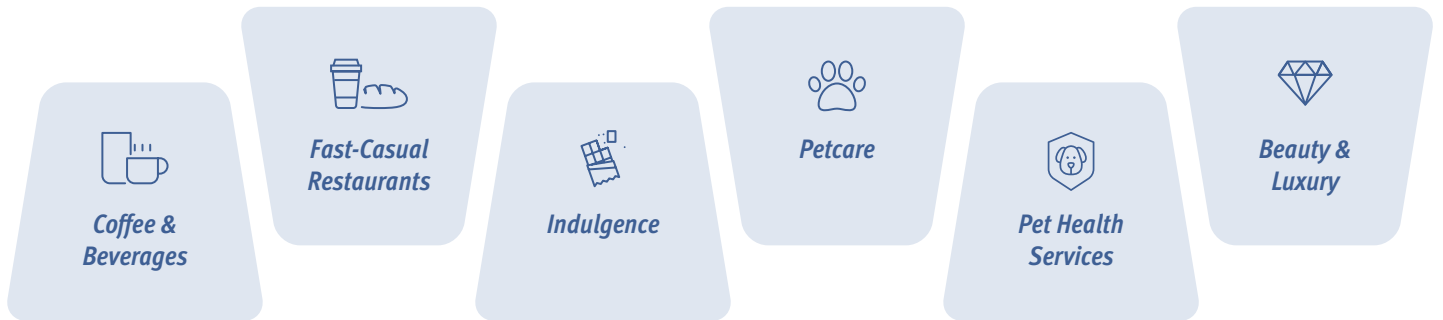 Coffee &
Beverages
Fast-Casual
Restaurants
Indulgence
Petcare
Pet Health
Services
Beauty &
Luxury